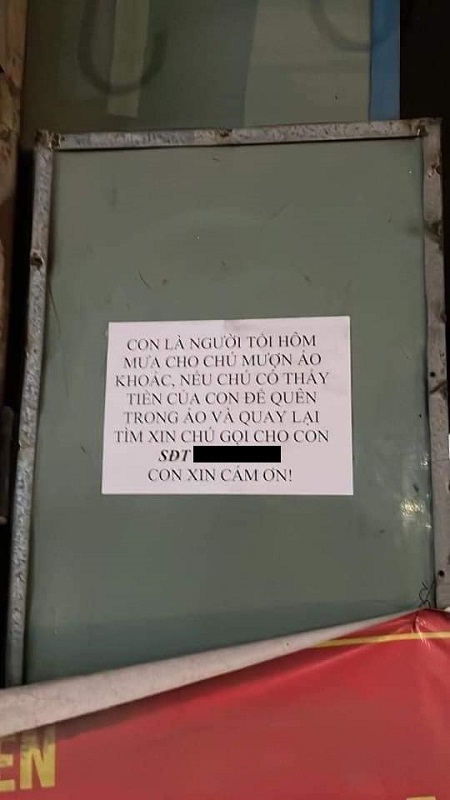 CON LÀ NGƯỜI TỐI HÔM
MƯA CHO CHÚ MƯỢN ÁO
KHOÁC, NẾU CHÚ CÓ THẤY
TIỀN CỦA CON ĐỂ QUÊN
TRONG ÁO VÀ QUAY LẠI
TÌM XIN CHÚ GỌI CHO CON
SĐT
CON XIN CÁM ƠN!